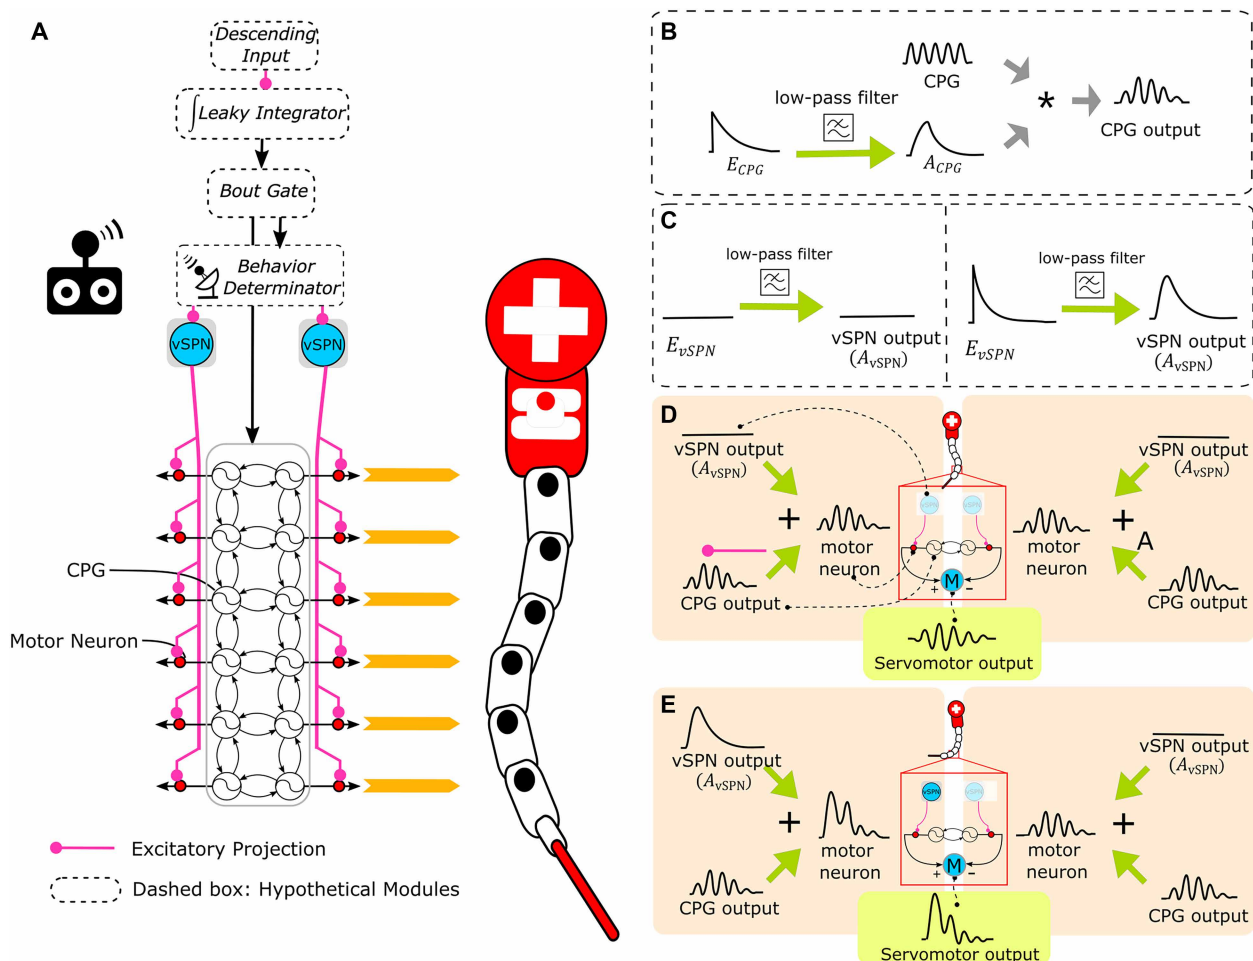 A
Descending
Input
∫Leaky Integrator
Bout Gate
Behavior
Determinator
vSPN
vSPN
CPG
Motor Neuron
Excitatory Projection
Dashed box: Hypothetical Modules
B
CPG
low-pass filter
*
CPG output
E_CPG
A_CPG
C
low-pass filter
E_vSPN
vSPN output
(A_vSPN)
low-pass filter
E_vSPN
vSPN output
(A_vSPN)
D
vSPN output
(A_vSPN)
+
motor
neuron
CPG output
vSPN
vSPN
M
+
−
Servomotor output
motor
neuron
vSPN output
(A_vSPN)
+
A
CPG output
E
vSPN output
(A_vSPN)
+
motor
neuron
CPG output
vSPN
vSPN
M
+
−
Servomotor output
motor
neuron
vSPN output
(A_vSPN)
+
CPG output